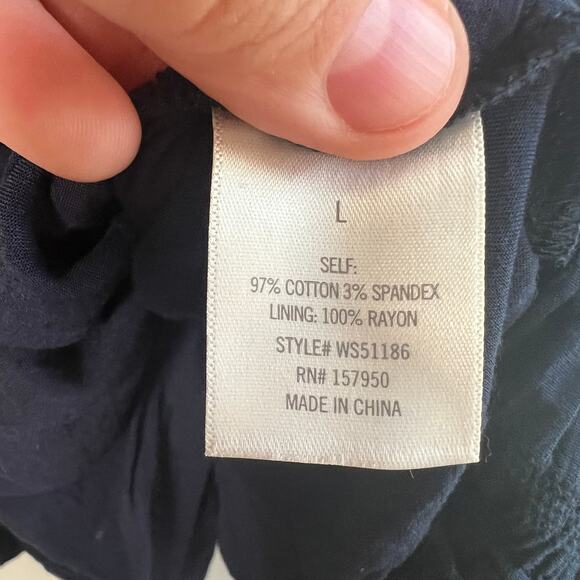 L
SELF:
97% COTTON 3% SPANDEX
LINING: 100% RAYON
STYLE# WS51186
RN# 157950
MADE IN CHINA